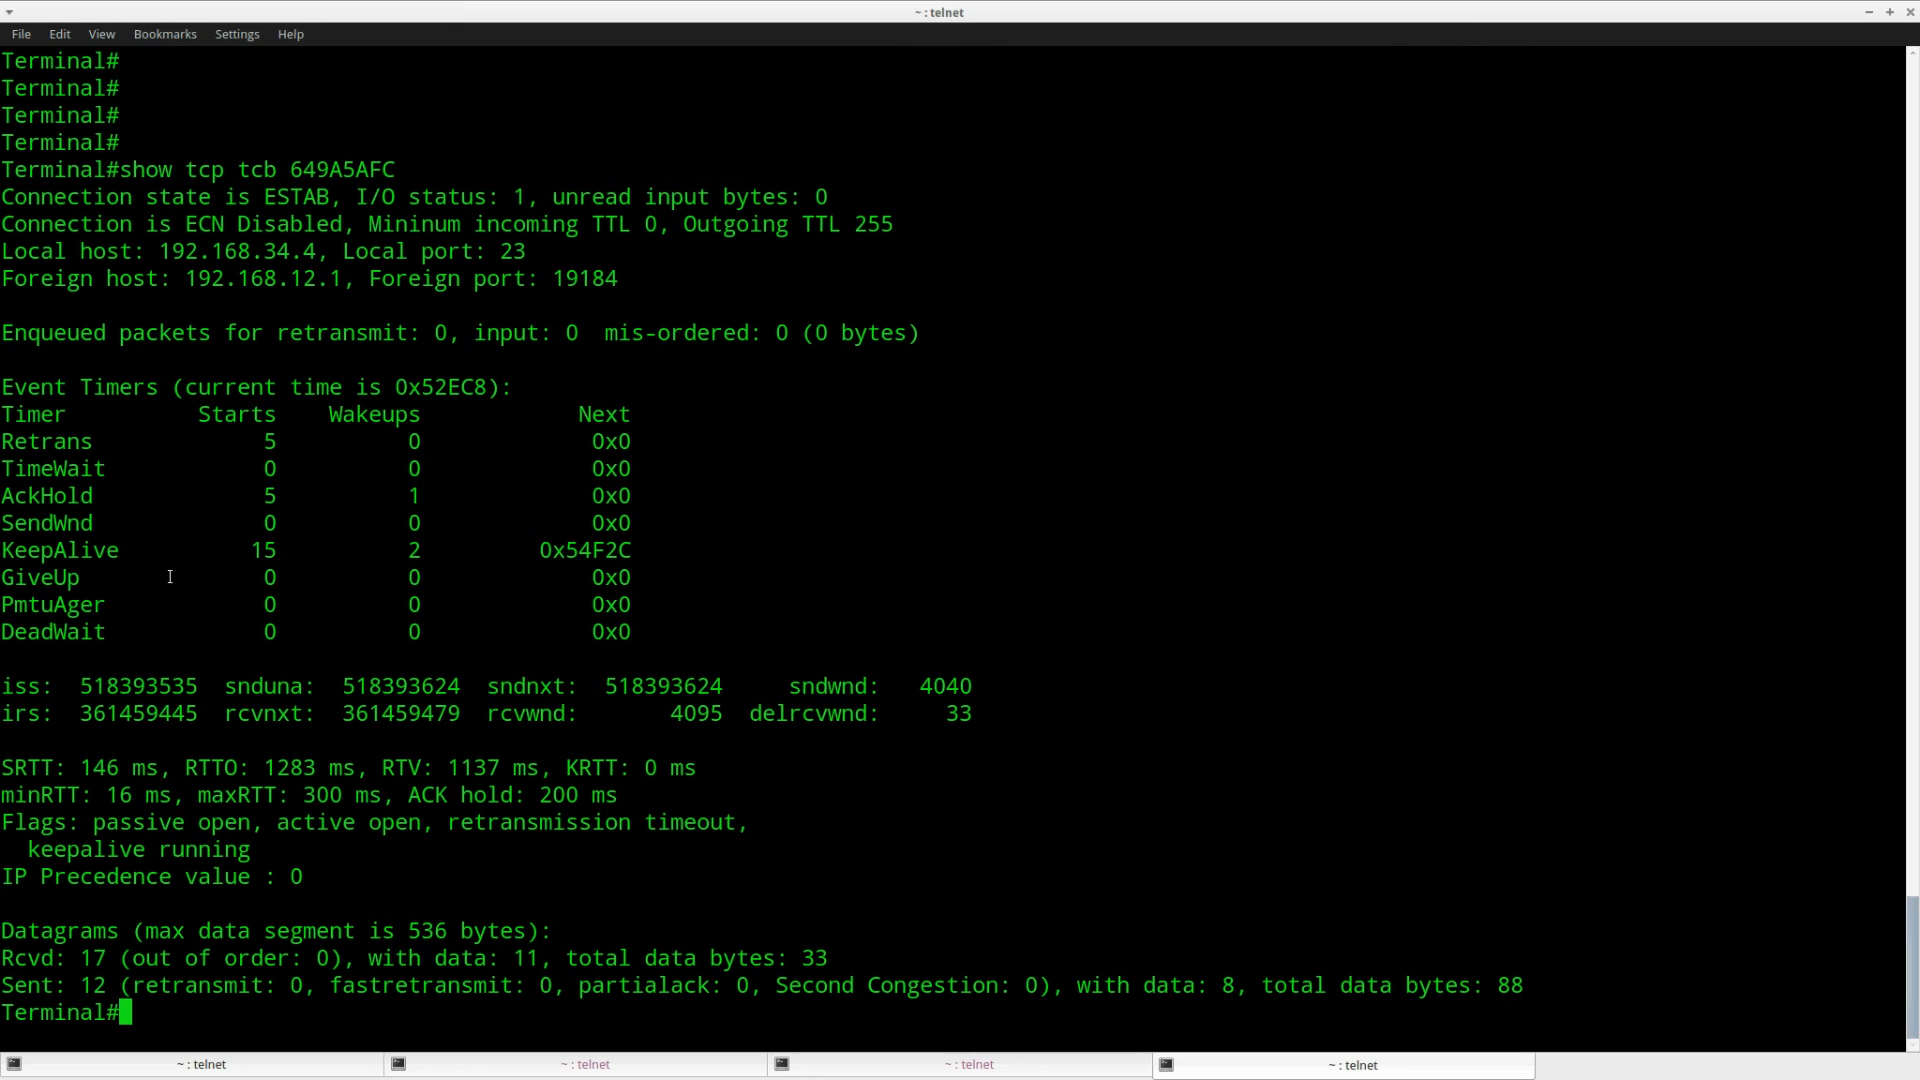 ~ : telnet
File Edit View Bookmarks Settings Help
Terminal#
Terminal#
Terminal#
Terminal#
Terminal#show tcp tcb 649A5AFC
Connection state is ESTAB, I/O status: 1, unread input bytes: 0
Connection is ECN Disabled, Mininum incoming TTL 0, Outgoing TTL 255
Local host: 192.168.34.4, Local port: 23
Foreign host: 192.168.12.1, Foreign port: 19184
Enqueued packets for retransmit: 0, input: 0  mis-ordered: 0 (0 bytes)
Event Timers (current time is 0x52EC8):
Timer          Starts    Wakeups            Next
Retrans             5          0             0x0
TimeWait            0          0             0x0
AckHold             5          1             0x0
SendWnd             0          0             0x0
KeepAlive          15          2         0x54F2C
GiveUp              0          0             0x0
PmtuAger            0          0             0x0
DeadWait            0          0             0x0
iss:  518393535  snduna:  518393624  sndnxt:  518393624     sndwnd:   4040
irs:  361459445  rcvnxt:  361459479  rcvwnd:       4095  delrcvwnd:     33
SRTT: 146 ms, RTTO: 1283 ms, RTV: 1137 ms, KRTT: 0 ms
minRTT: 16 ms, maxRTT: 300 ms, ACK hold: 200 ms
Flags: passive open, active open, retransmission timeout,
  keepalive running
IP Precedence value : 0
Datagrams (max data segment is 536 bytes):
Rcvd: 17 (out of order: 0), with data: 11, total data bytes: 33
Sent: 12 (retransmit: 0, fastretransmit: 0, partialack: 0, Second Congestion: 0), with data: 8, total data bytes: 88
Terminal#
~ : telnet ~ : telnet ~ : telnet ~ : telnet